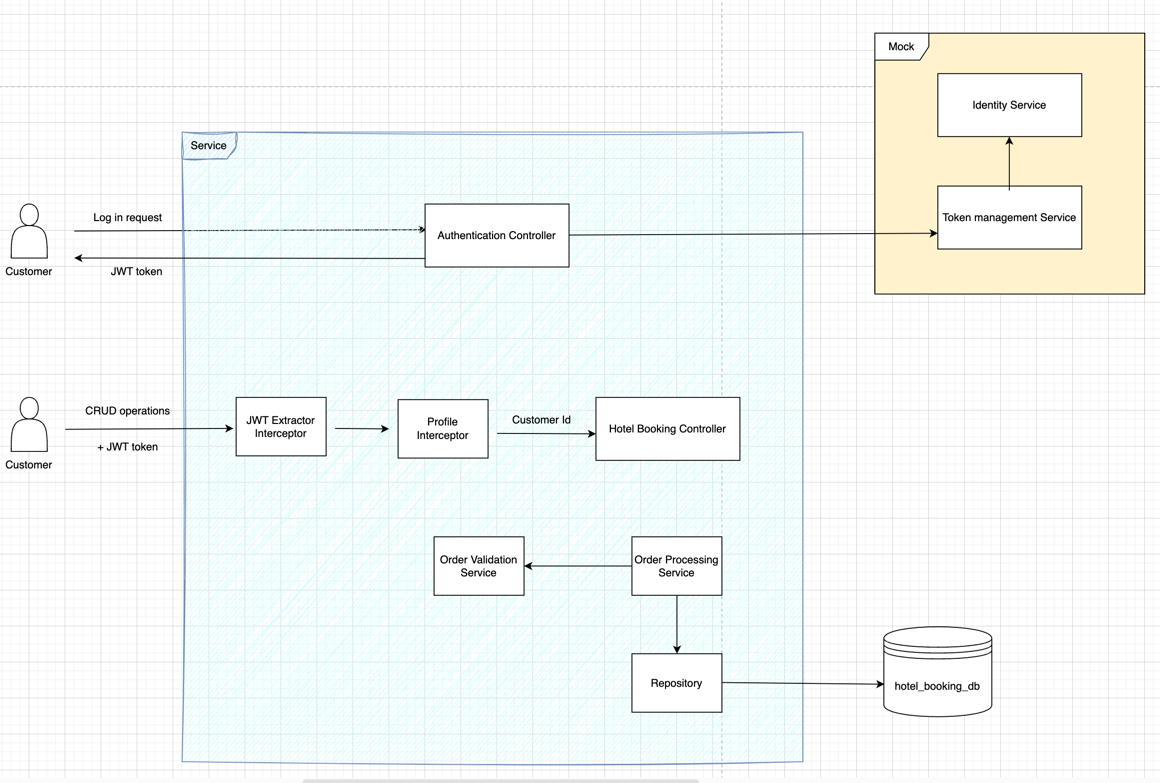 Mock
Identity Service
Service
Log in request
Authentication Controller
Token management Service
Customer
JWT token
CRUD operations
JWT Extractor
Interceptor
Profile
Interceptor
Customer Id
Hotel Booking Controller
+ JWT token
Customer
Order Validation
Service
Order Processing
Service
Repository
hotel_booking_db